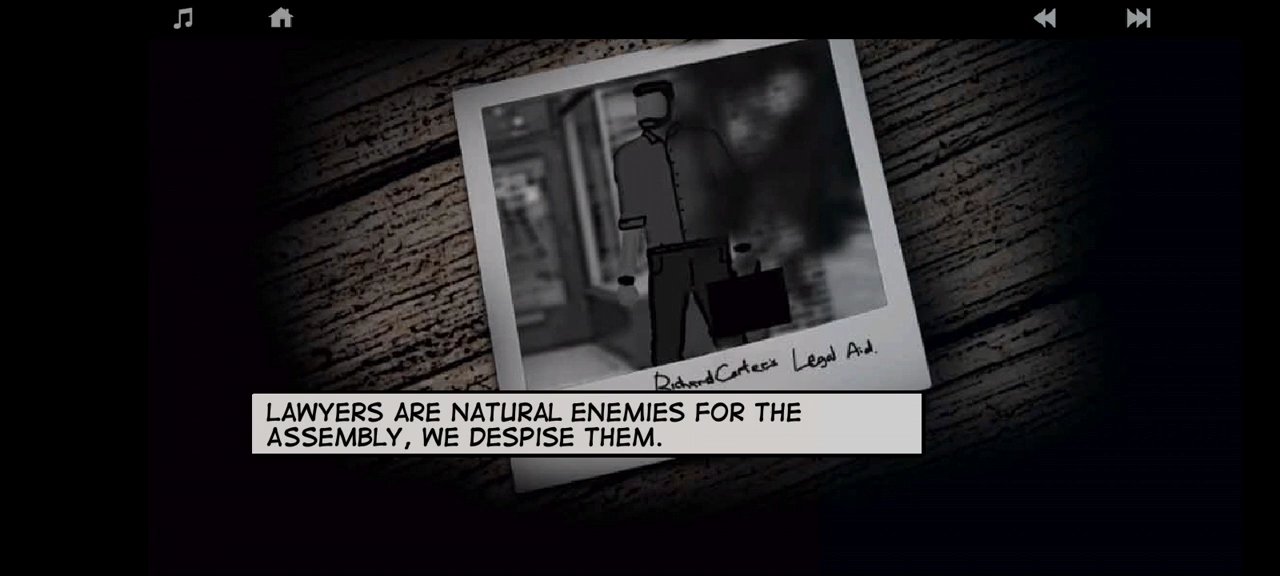 Richard Carter's Legal Aid.
LAWYERS ARE NATURAL ENEMIES FOR THE
ASSEMBLY, WE DESPISE THEM.